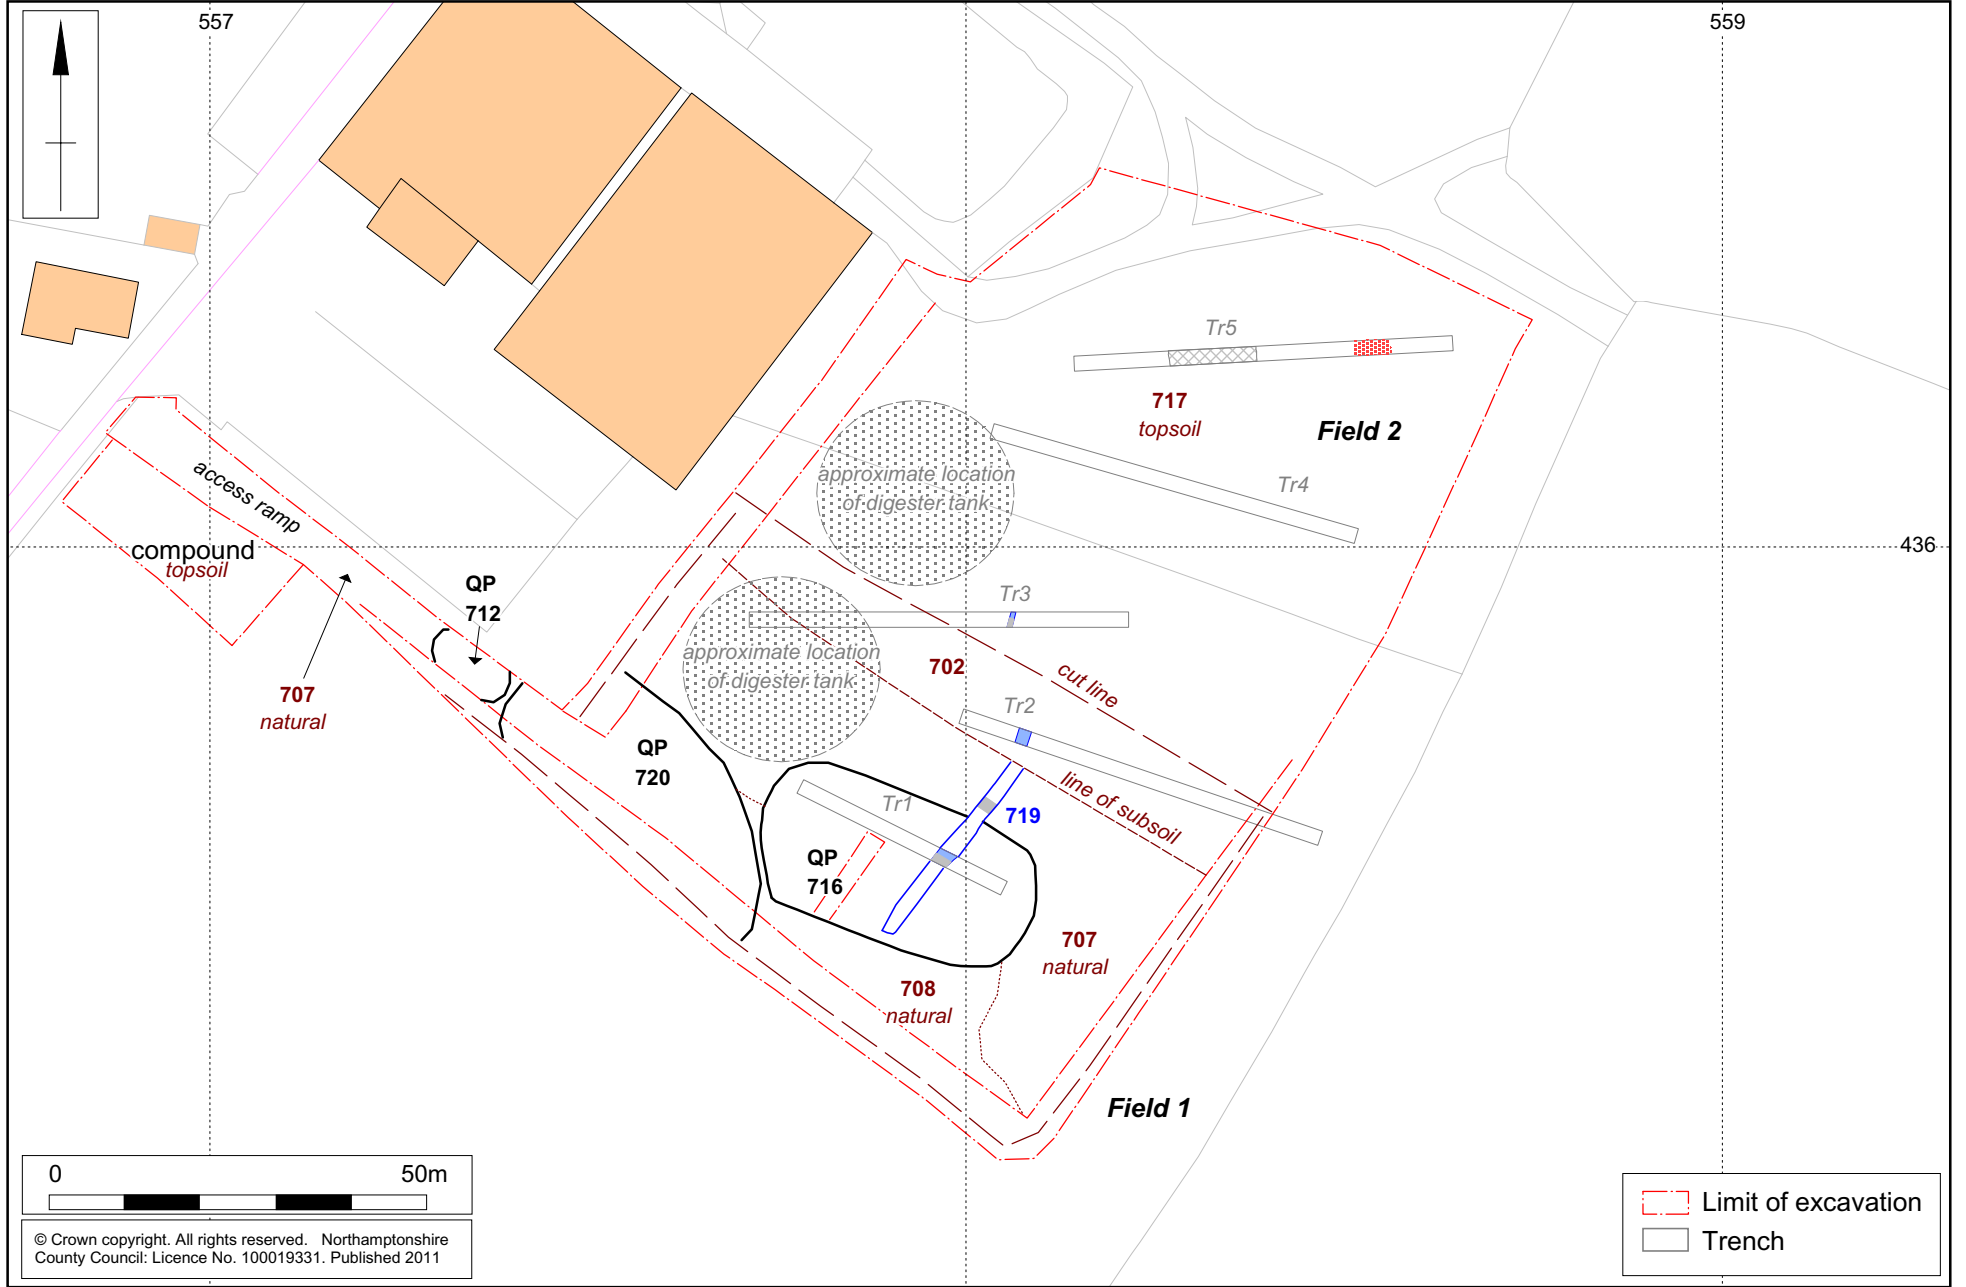 557
559
Tr5
717
topsoil
Field 2
approximate location
of digester tank
Tr4
access ramp
436
compound
topsoil
QP
712
Tr3
approximate location
of digester tank
702
cut line
707
natural
Tr2
QP
720
line of subsoil
Tr1
719
QP
716
707
natural
708
natural
Field 1
0 50m
© Crown copyright. All rights reserved. Northamptonshire
County Council: Licence No. 100019331. Published 2011
Limit of excavation
Trench